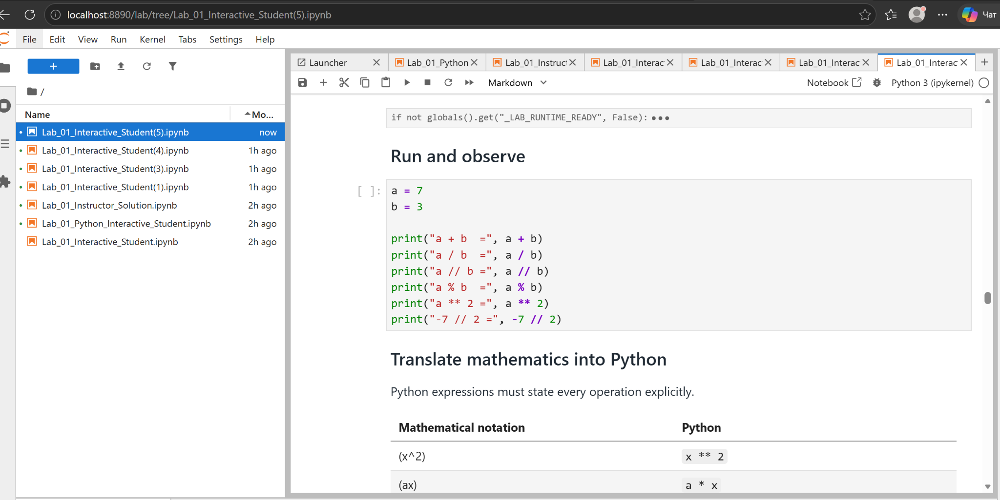 localhost:8890/lab/tree/Lab_01_Interactive_Student(5).ipynb
Чат
File Edit View Run Kernel Tabs Settings Help
Launcher
Lab_01_Python
Lab_01_Instruct
Lab_01_Interac
Lab_01_Interac
Lab_01_Interac
Lab_01_Interac
Markdown
Notebook
Python 3 (ipykernel)
/
Name Mo...
Lab_01_Interactive_Student(5).ipynb now
Lab_01_Interactive_Student(4).ipynb 1h ago
Lab_01_Interactive_Student(3).ipynb 1h ago
Lab_01_Interactive_Student(1).ipynb 1h ago
Lab_01_Instructor_Solution.ipynb 2h ago
Lab_01_Python_Interactive_Student.ipynb 2h ago
Lab_01_Interactive_Student.ipynb 2h ago
if not globals().get("_LAB_RUNTIME_READY", False): •••
Run and observe
[ ]:
a = 7
b = 3
print("a + b  =", a + b)
print("a / b  =", a / b)
print("a // b =", a // b)
print("a % b  =", a % b)
print("a ** 2 =", a ** 2)
print("-7 // 2 =", -7 // 2)
Translate mathematics into Python
Python expressions must state every operation explicitly.
Mathematical notation Python
(x^2) x ** 2
(ax) a * x